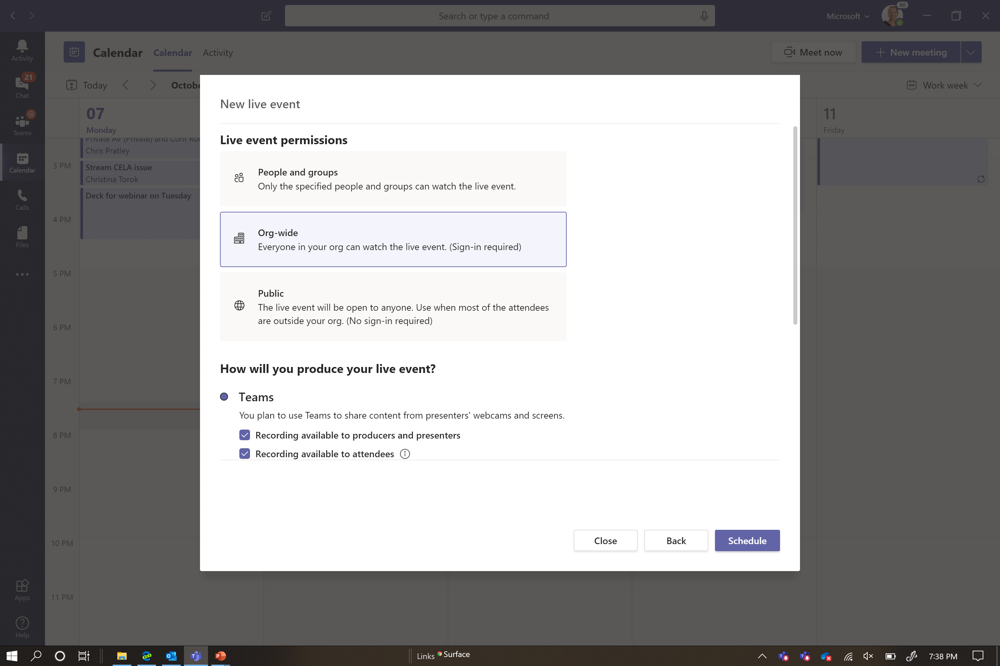 Search or type a command
Microsoft
R0
Activity
21
Chat
@
Teams
Calendar
Calls
Files
Apps
Help
Calendar
Calendar
Activity
Meet now
New meeting
Today
Octobe
Work week
07
Monday
11
Friday
Private AV (Private) and Conf Roo
Chris Pratley
Stream CELA issue
Christina Torok
Deck for webinar on Tuesday
3 PM
4 PM
5 PM
6 PM
7 PM
8 PM
9 PM
10 PM
11 PM
New live event
Live event permissions
People and groups
Only the specified people and groups can watch the live event.
Org-wide
Everyone in your org can watch the live event. (Sign-in required)
Public
The live event will be open to anyone. Use when most of the attendees
are outside your org. (No sign-in required)
How will you produce your live event?
Teams
You plan to use Teams to share content from presenters' webcams and screens.
Recording available to producers and presenters
Recording available to attendees
Close
Back
Schedule
DEV
Links
Surface
7:38 PM